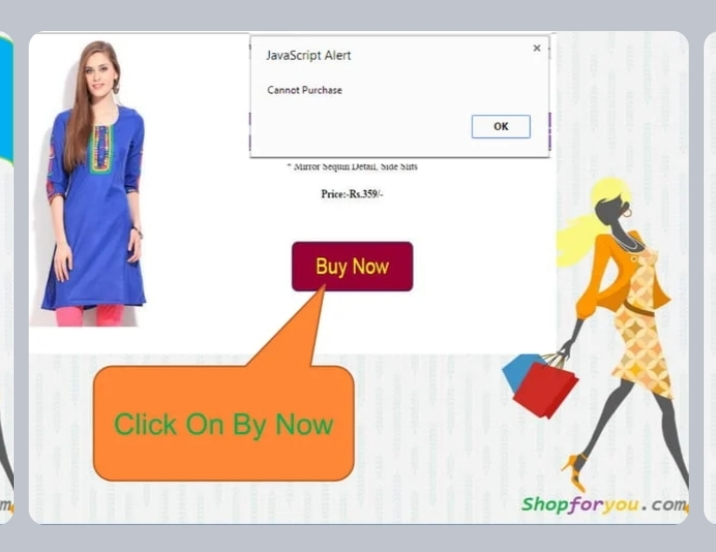 JavaScript Alert
Cannot Purchase
OK
* Mirror Sequin Detail, Side Slits
Price:-Rs.359/-
Buy Now
Click On By Now
Shopforyou.com
m